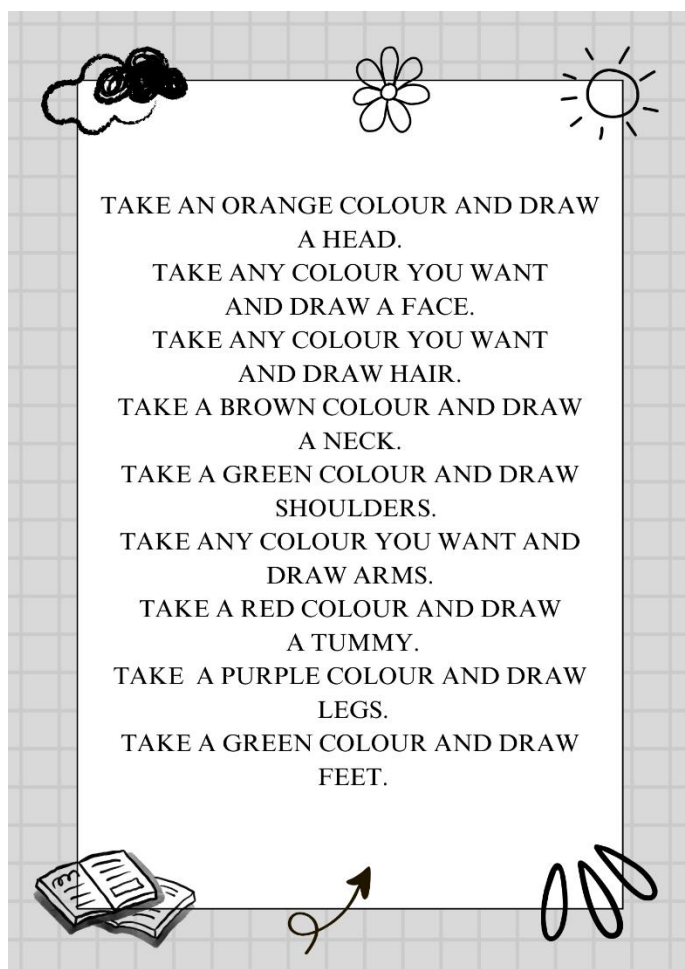 TAKE AN ORANGE COLOUR AND DRAW
A HEAD.
TAKE ANY COLOUR YOU WANT
AND DRAW A FACE.
TAKE ANY COLOUR YOU WANT
AND DRAW HAIR.
TAKE A BROWN COLOUR AND DRAW
A NECK.
TAKE A GREEN COLOUR AND DRAW
SHOULDERS.
TAKE ANY COLOUR YOU WANT AND
DRAW ARMS.
TAKE A RED COLOUR AND DRAW
A TUMMY.
TAKE  A PURPLE COLOUR AND DRAW
LEGS.
TAKE A GREEN COLOUR AND DRAW
FEET.